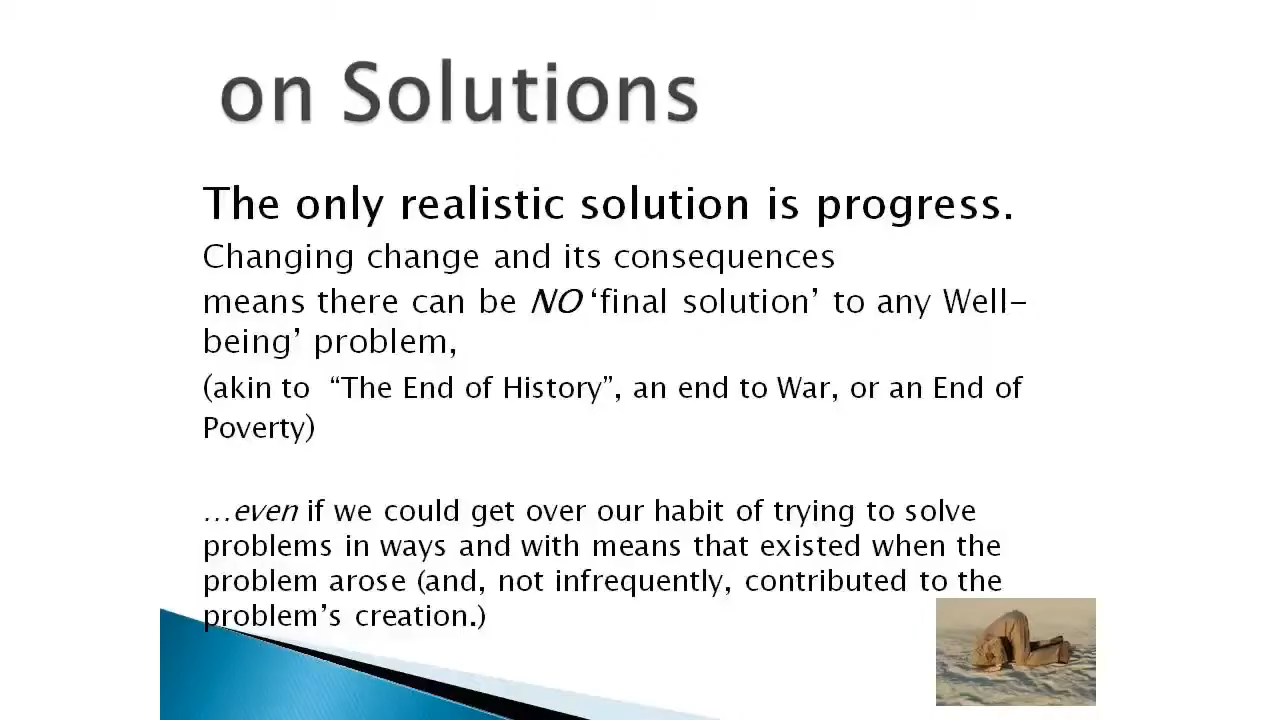 on Solutions
The only realistic solution is progress.
Changing change and its consequences
means there can be NO ‘final solution’ to any Well-
being’ problem,
(akin to “The End of History”, an end to War, or an End of
Poverty)
…even if we could get over our habit of trying to solve
problems in ways and with means that existed when the
problem arose (and, not infrequently, contributed to the
problem’s creation.)